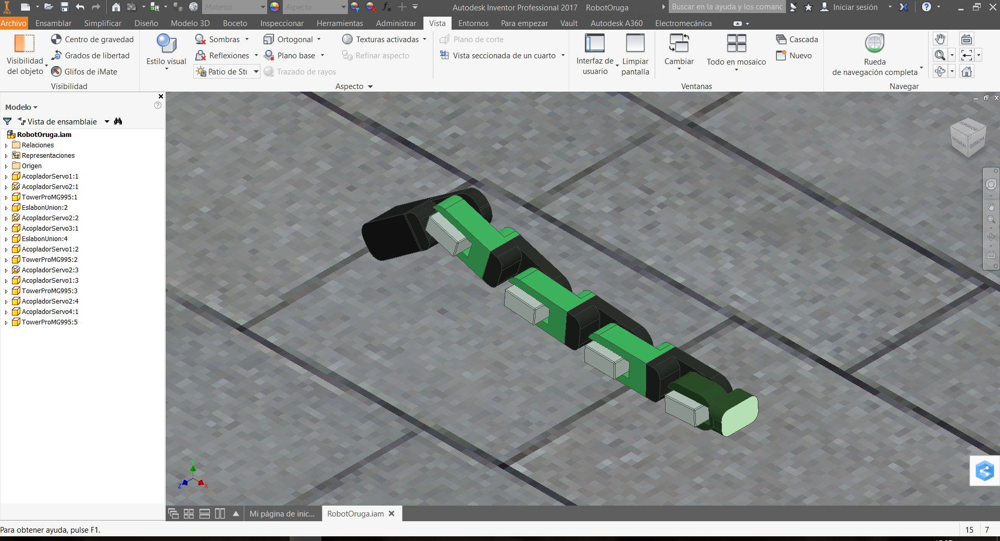 PRO
Material
Aspecto
fx
Autodesk Inventor Professional 2017 RobotOruga
Buscar en la ayuda y los comanc
Iniciar sesión
Archivo Ensamblar Simplificar Diseño Modelo 3D Boceto Inspeccionar Herramientas Administrar Vista Entornos Para empezar Vault Autodesk A360 Electromecánica
Visibilidad del objeto
Centro de gravedad
Grados de libertad
Glifos de iMate
Visibilidad
Estilo visual
Sombras
Reflexiones
Patio de Stu
Ortogonal
Plano base
Trazado de rayos
Texturas activadas
Refinar aspecto
Aspecto
Plano de corte
Vista seccionada de un cuarto
Interfaz de usuario
Limpiar pantalla
Cambiar
Todo en mosaico
Cascada
Nuevo
Ventanas
Rueda
de navegación completa
Navegar
Modelo
Vista de ensamblaje
RobotOruga.iam
Relaciones
Representaciones
Origen
AcopladorServo1:1
AcopladorServo2:1
TowerProMG995:1
EslabonUnion:2
AcopladorServo2:2
AcopladorServo3:1
EslabonUnion:4
AcopladorServo1:2
TowerProMG995:2
AcopladorServo2:3
AcopladorServo1:3
TowerProMG995:3
AcopladorServo2:4
AcopladorServo4:1
TowerProMG995:5
SUPERIOR
FRONTAL
DERECHA
Y
Z
X
Mi página de inic...
RobotOruga.iam
Para obtener ayuda, pulse F1.
15 7